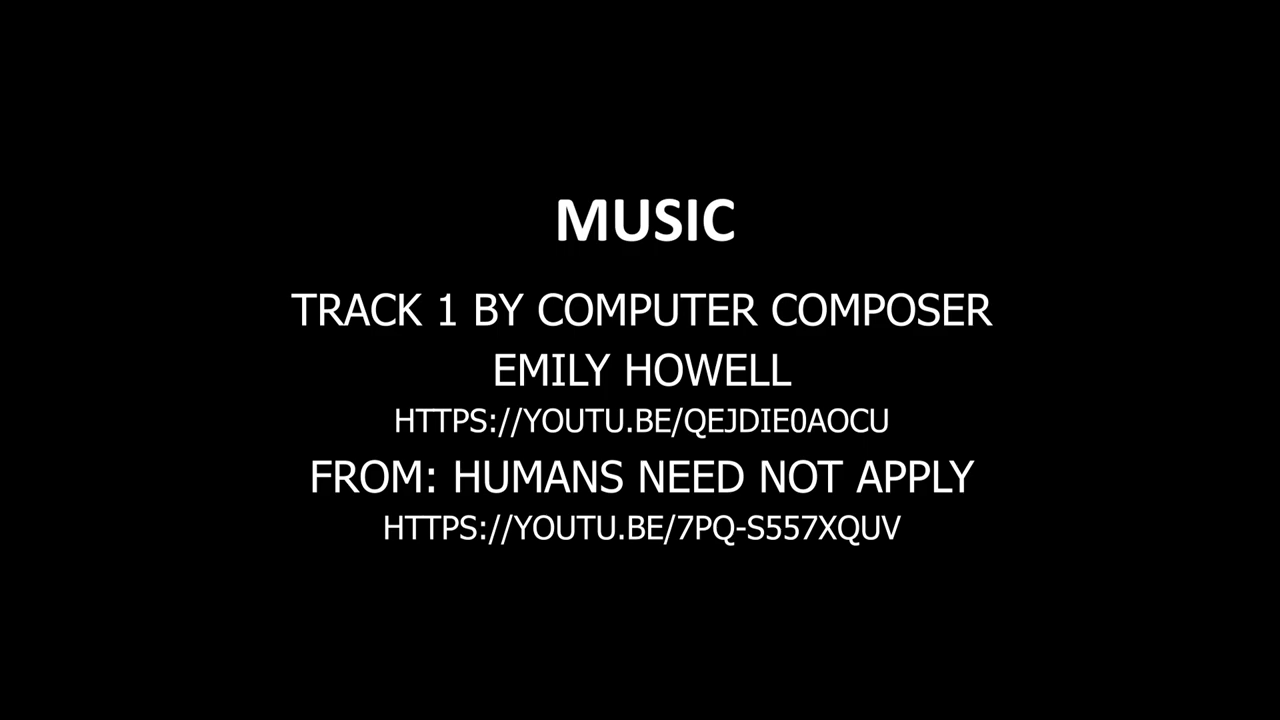 MUSIC
TRACK 1 BY COMPUTER COMPOSER
EMILY HOWELL
HTTPS://YOUTU.BE/QEJDIE0AOCU
FROM: HUMANS NEED NOT APPLY
HTTPS://YOUTU.BE/7PQ-S557XQUV